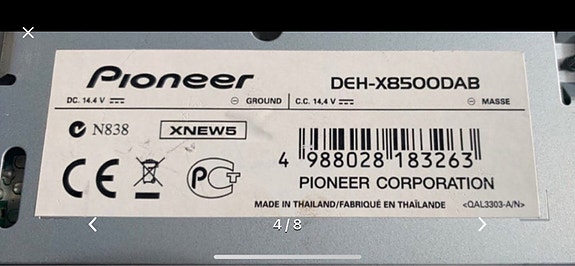 Pioneer DEH-X8500DAB
DC. 14.4 V ⎓ ⊖ GROUND C.C. 14,4 V ⎓ ⊖ MASSE
N838 XNEW5
CE PCT
4 988028 183263
PIONEER CORPORATION
MADE IN THAILAND/FABRIQUÉ EN THAÏLANDE <QAL3303-A/N>
4/8